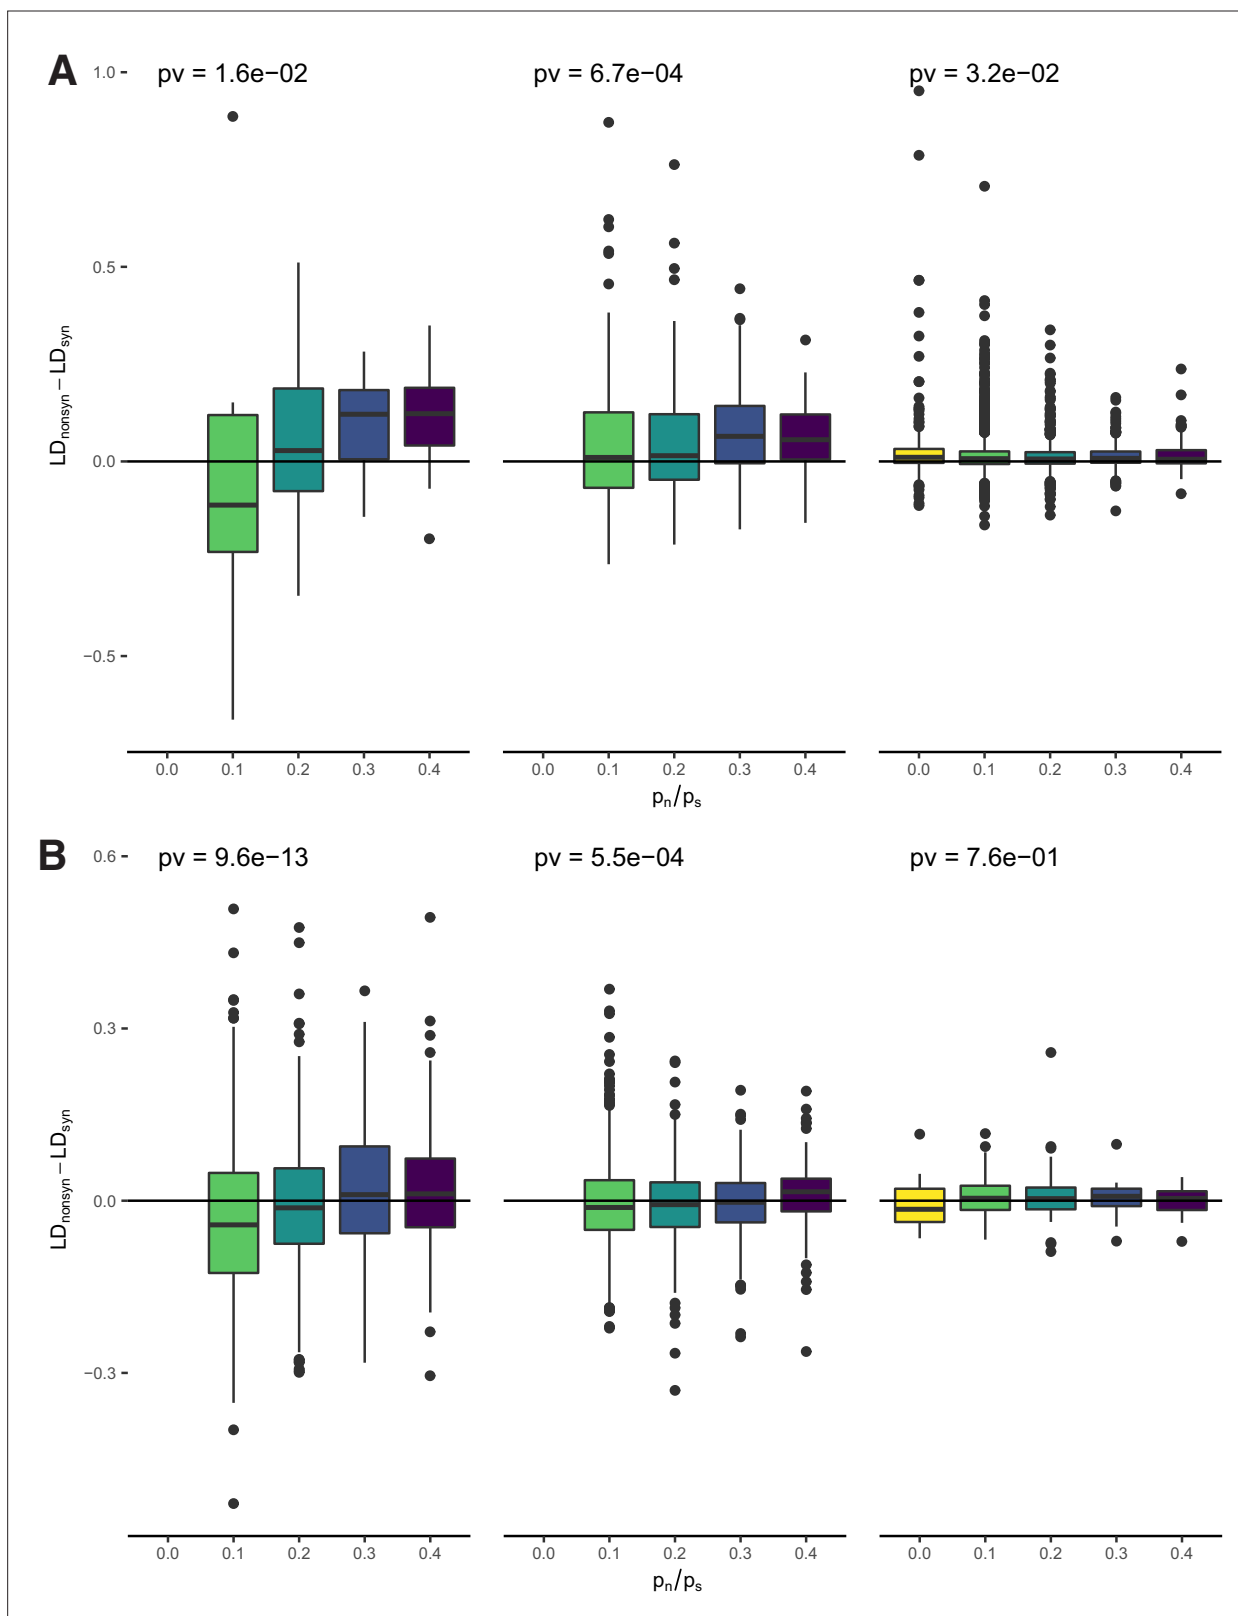 A
pv = 1.6e−02
pv = 6.7e−04
pv = 3.2e−02
1.0
0.5
0.0
−0.5
LDnonsyn − LDsyn
0.0 0.1 0.2 0.3 0.4
0.0 0.1 0.2 0.3 0.4
0.0 0.1 0.2 0.3 0.4
pn/ps
B
pv = 9.6e−13
pv = 5.5e−04
pv = 7.6e−01
0.6
0.3
0.0
−0.3
LDnonsyn − LDsyn
0.0 0.1 0.2 0.3 0.4
0.0 0.1 0.2 0.3 0.4
0.0 0.1 0.2 0.3 0.4
pn/ps